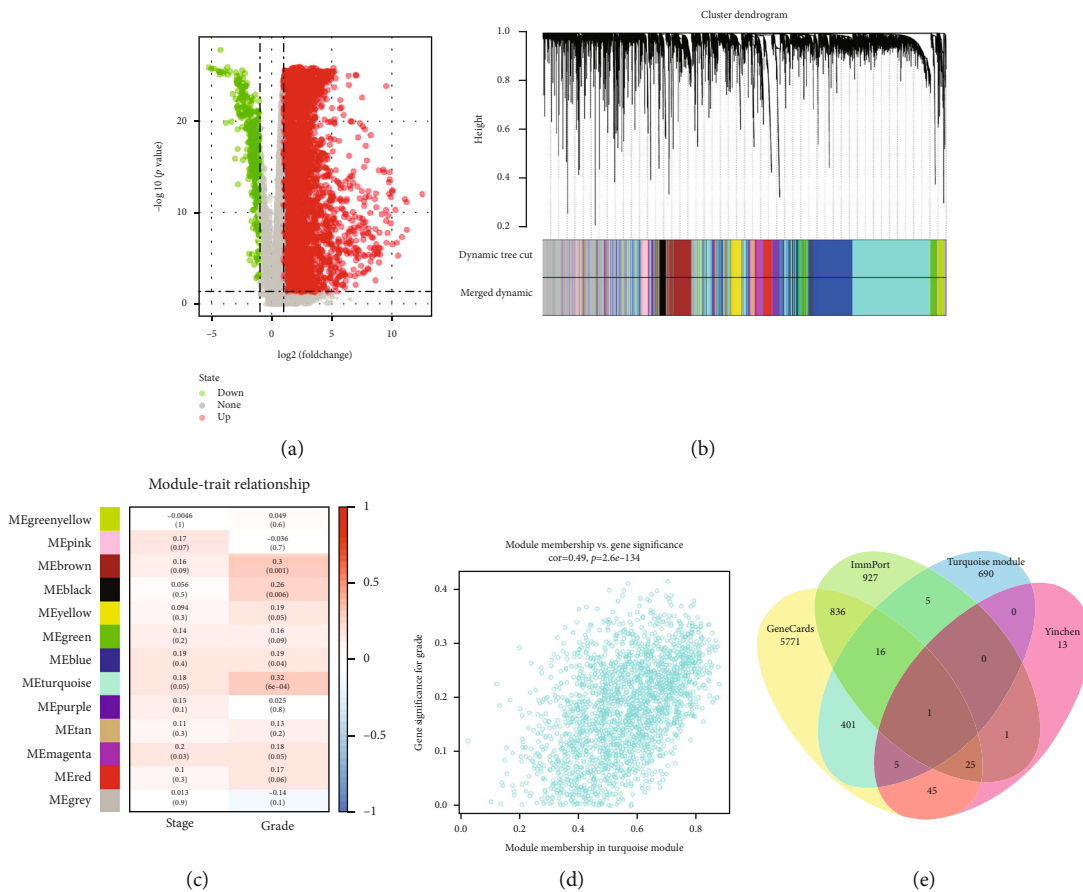 20
10
0
−log 10 (p value)
−5
0
5
10
log2 (foldchange)
State
Down
None
Up
(a)
Cluster dendrogram
1.0
0.9
0.8
0.6
0.4
0.2
Height
Dynamic tree cut
Merged dynamic
(b)
Module-trait relationship
MEgreenyellow
−0.0046
0.049
(1)
(0.6)
MEpink
0.17
−0.036
(0.07)
(0.7)
MEbrown
0.16
0.3
(0.09)
(0.001)
MEblack
0.056
0.26
(0.5)
(0.006)
MEyellow
0.094
0.19
(0.3)
(0.05)
MEgreen
0.14
0.16
(0.2)
(0.09)
MEblue
0.19
0.19
(0.4)
(0.04)
MEturquoise
0.18
0.32
(0.05)
(6e−04)
MEpurple
0.15
0.025
(0.1)
(0.8)
MEtan
0.11
0.13
(0.3)
(0.2)
MEmagenta
0.2
0.18
(0.03)
(0.05)
MEred
0.1
0.17
(0.3)
(0.06)
MEgrey
0.013
−0.14
(0.9)
(0.1)
Stage
Grade
1
0.5
0
−0.5
−1
(c)
Module membership vs. gene significance
cor=0.49, p=2.6e−134
0.4
0.3
0.2
0.1
0.0
Gene significance for grade
0.0
0.2
0.4
0.6
0.8
Module membership in turquoise module
(d)
GeneCards
5771
ImmPort
927
Turquoise module
690
Yinchen
13
836
5
0
16
0
401
1
1
5
25
45
(e)